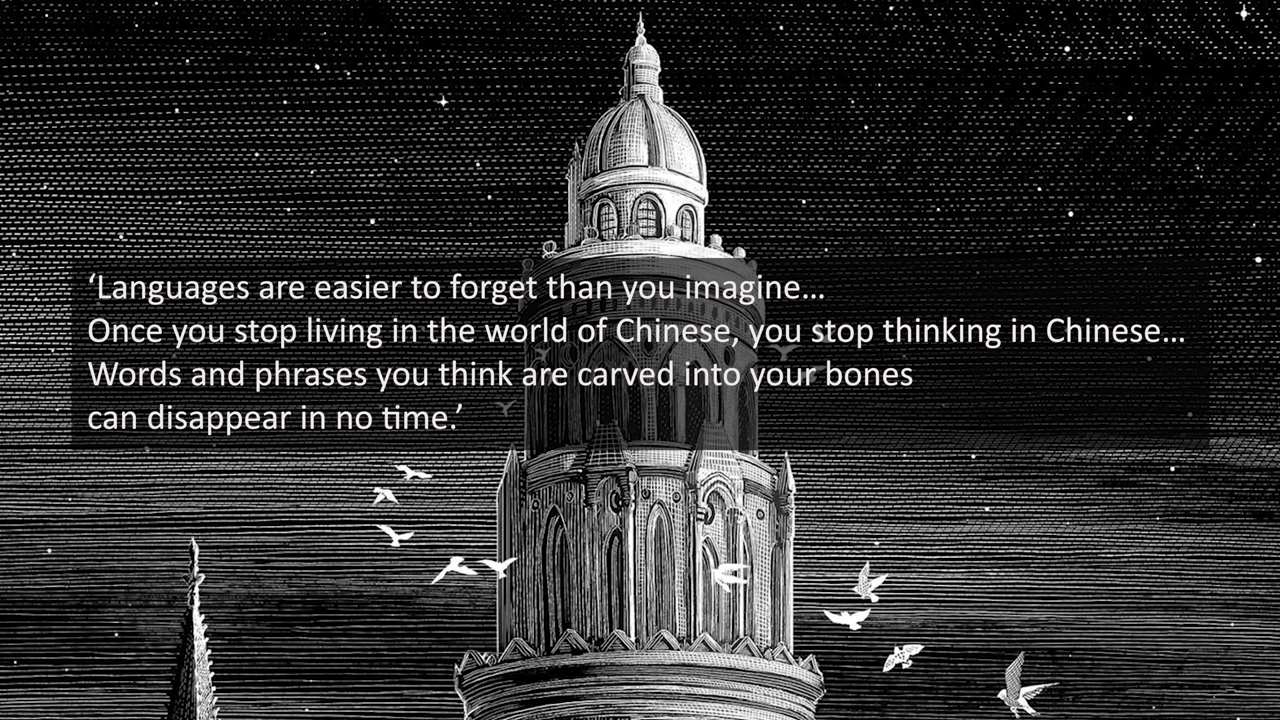 ‘Languages are easier to forget than you imagine…
Once you stop living in the world of Chinese, you stop thinking in Chinese…
Words and phrases you think are carved into your bones
can disappear in no time.’